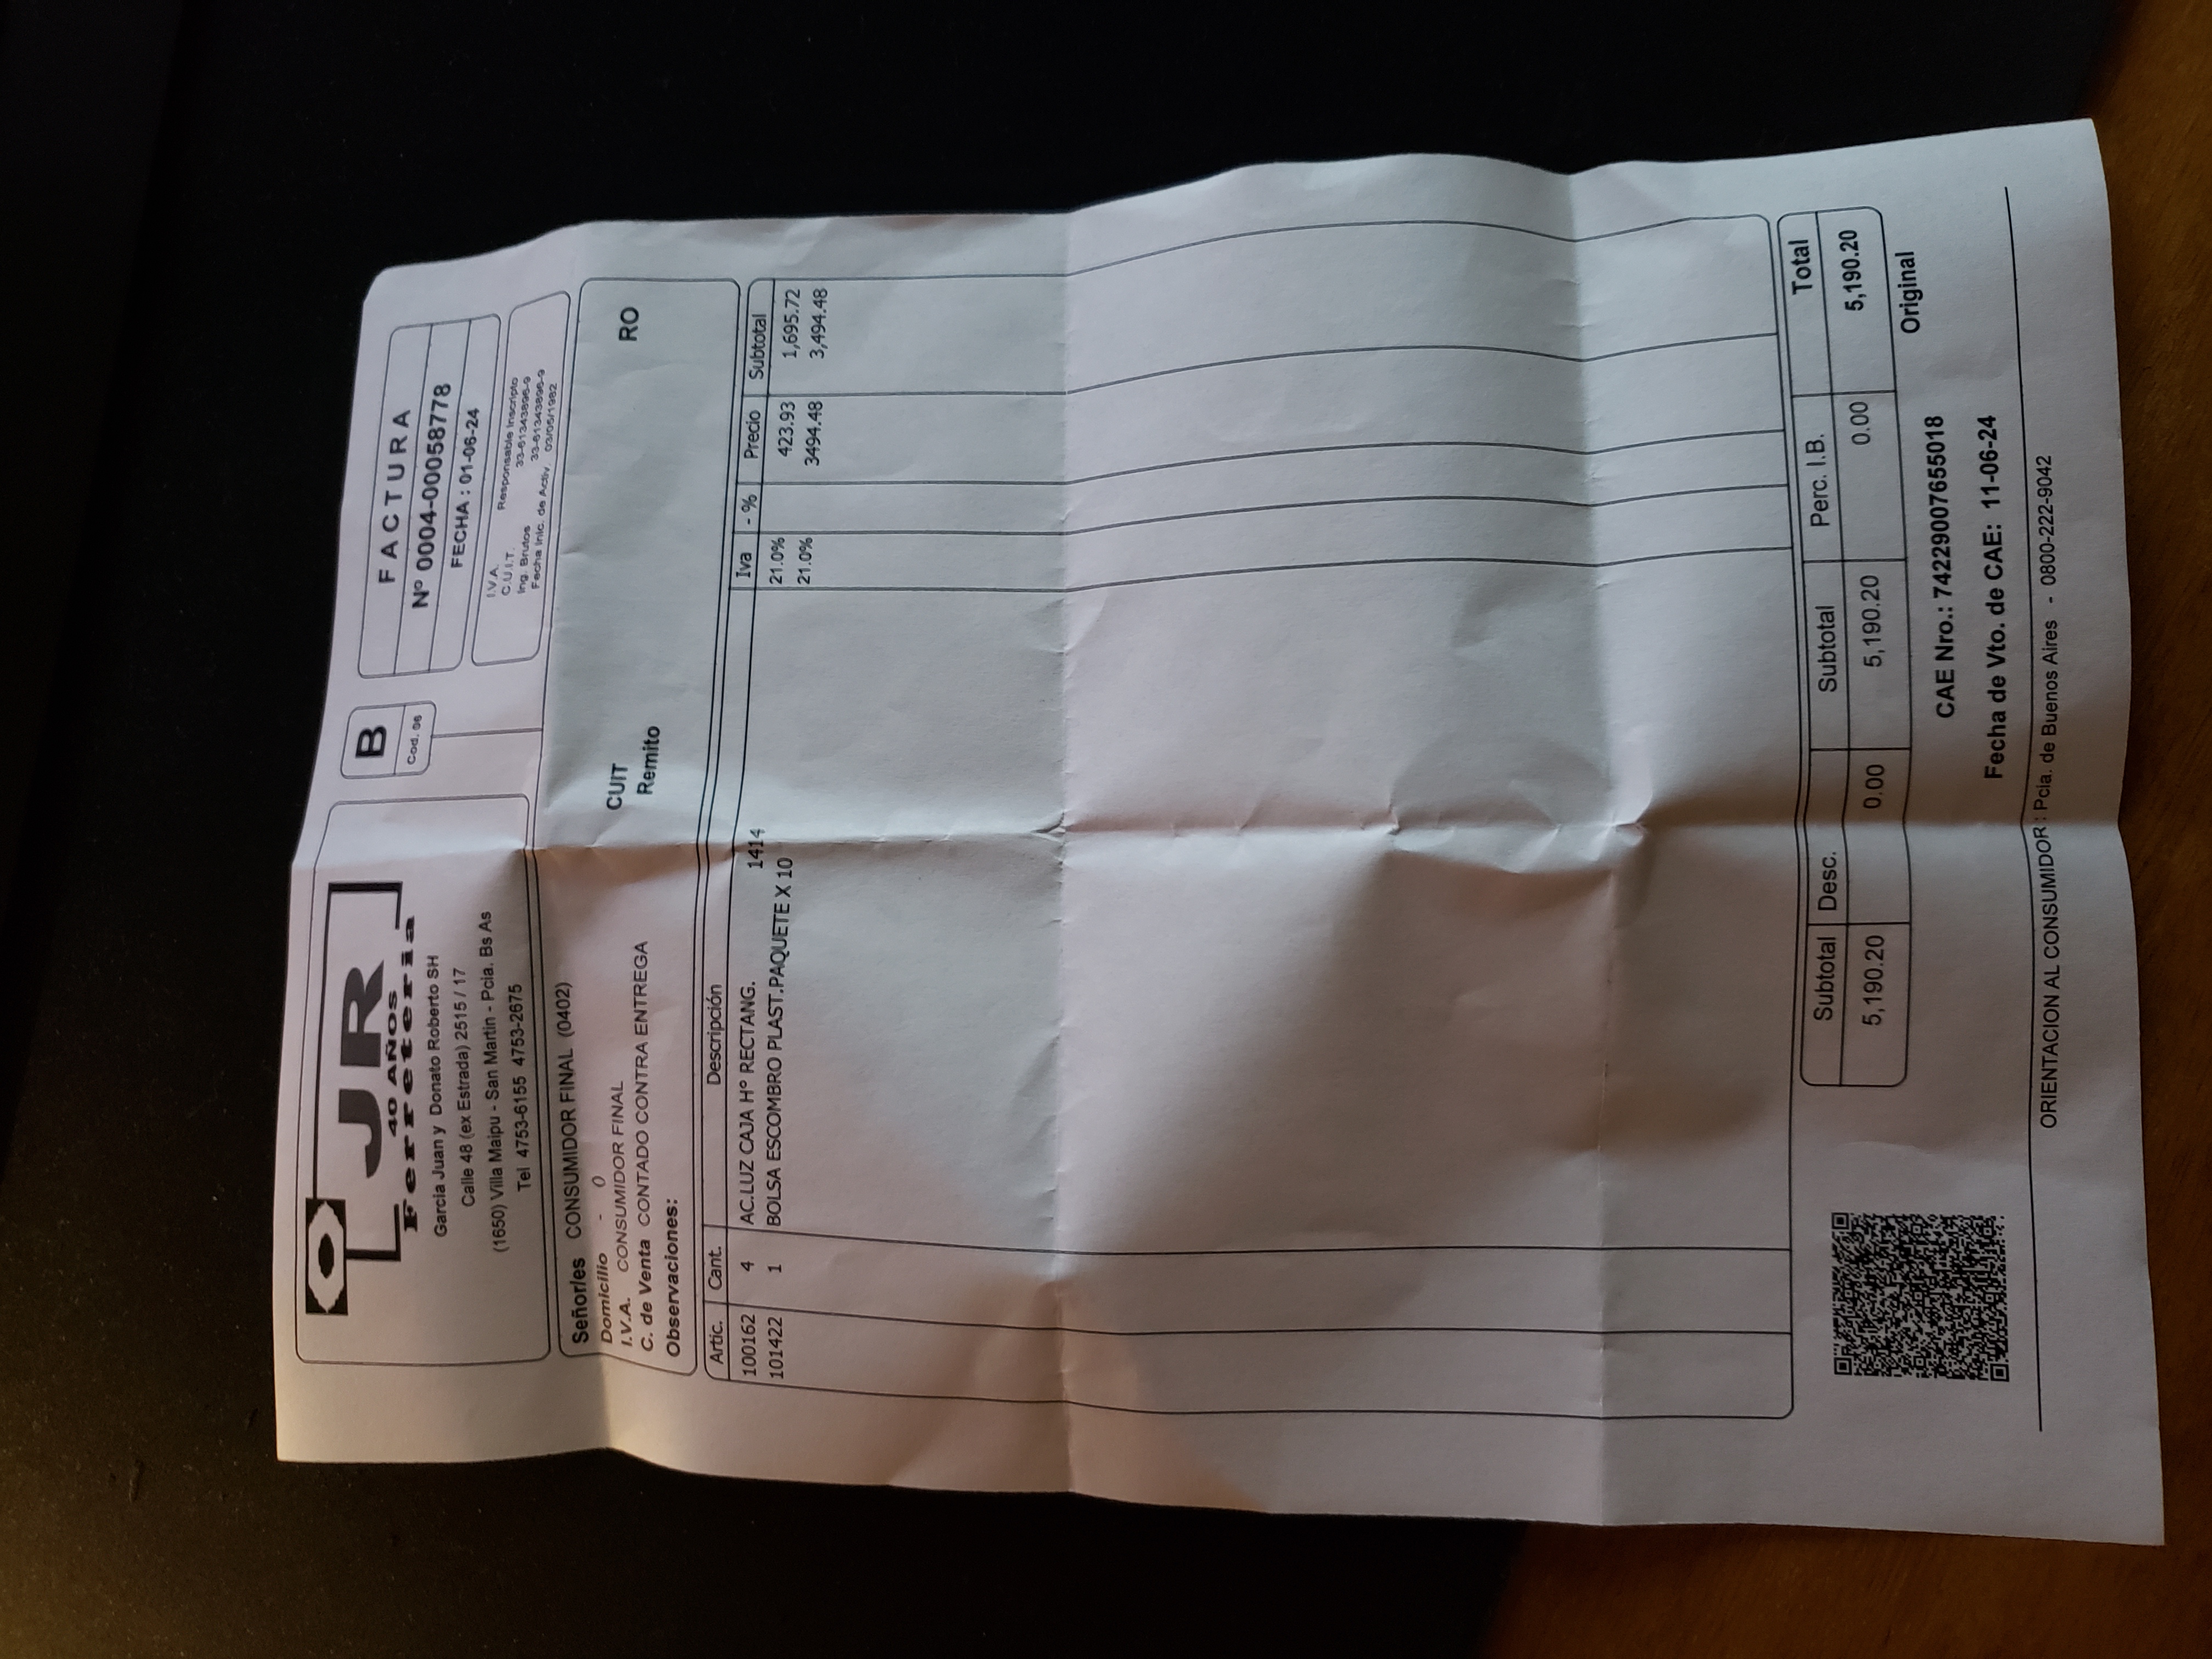 JR
40 AÑOS
Ferreteria
Garcia Juan y Donato Roberto SH
Calle 48 (ex Estrada) 2515 / 17
(1650) Villa Maipu - San Martin - Pcia. Bs As
Tel 4753-6155 4753-2675
B
Cod. 06
FACTURA
Nº 0004-00058778
FECHA : 01-06-24
I.V.A. Responsable Inscripto
C.U.I.T. 33-61343896-9
Ing. Brutos 33-61343896-9
Fecha Inic. de Activ. 03/05/1982
Señor/es CONSUMIDOR FINAL (0402)
Domicilio - 0
I.V.A. CONSUMIDOR FINAL
C. de Venta CONTADO CONTRA ENTREGA
Observaciones:
CUIT RO
Remito
Artic. Cant. Descripción Iva - % Precio Subtotal
100162 4 AC.LUZ CAJA Hº RECTANG. 1414 21.0% 423.93 1,695.72
101422 1 BOLSA ESCOMBRO PLAST.PAQUETE X 10 21.0% 3494.48 3,494.48
Subtotal Desc. Subtotal Perc. I.B. Total
5,190.20 0.00 5,190.20 0.00 5,190.20
Original
CAE Nro.: 74229007655018
Fecha de Vto. de CAE: 11-06-24
ORIENTACION AL CONSUMIDOR : Pcia. de Buenos Aires - 0800-222-9042